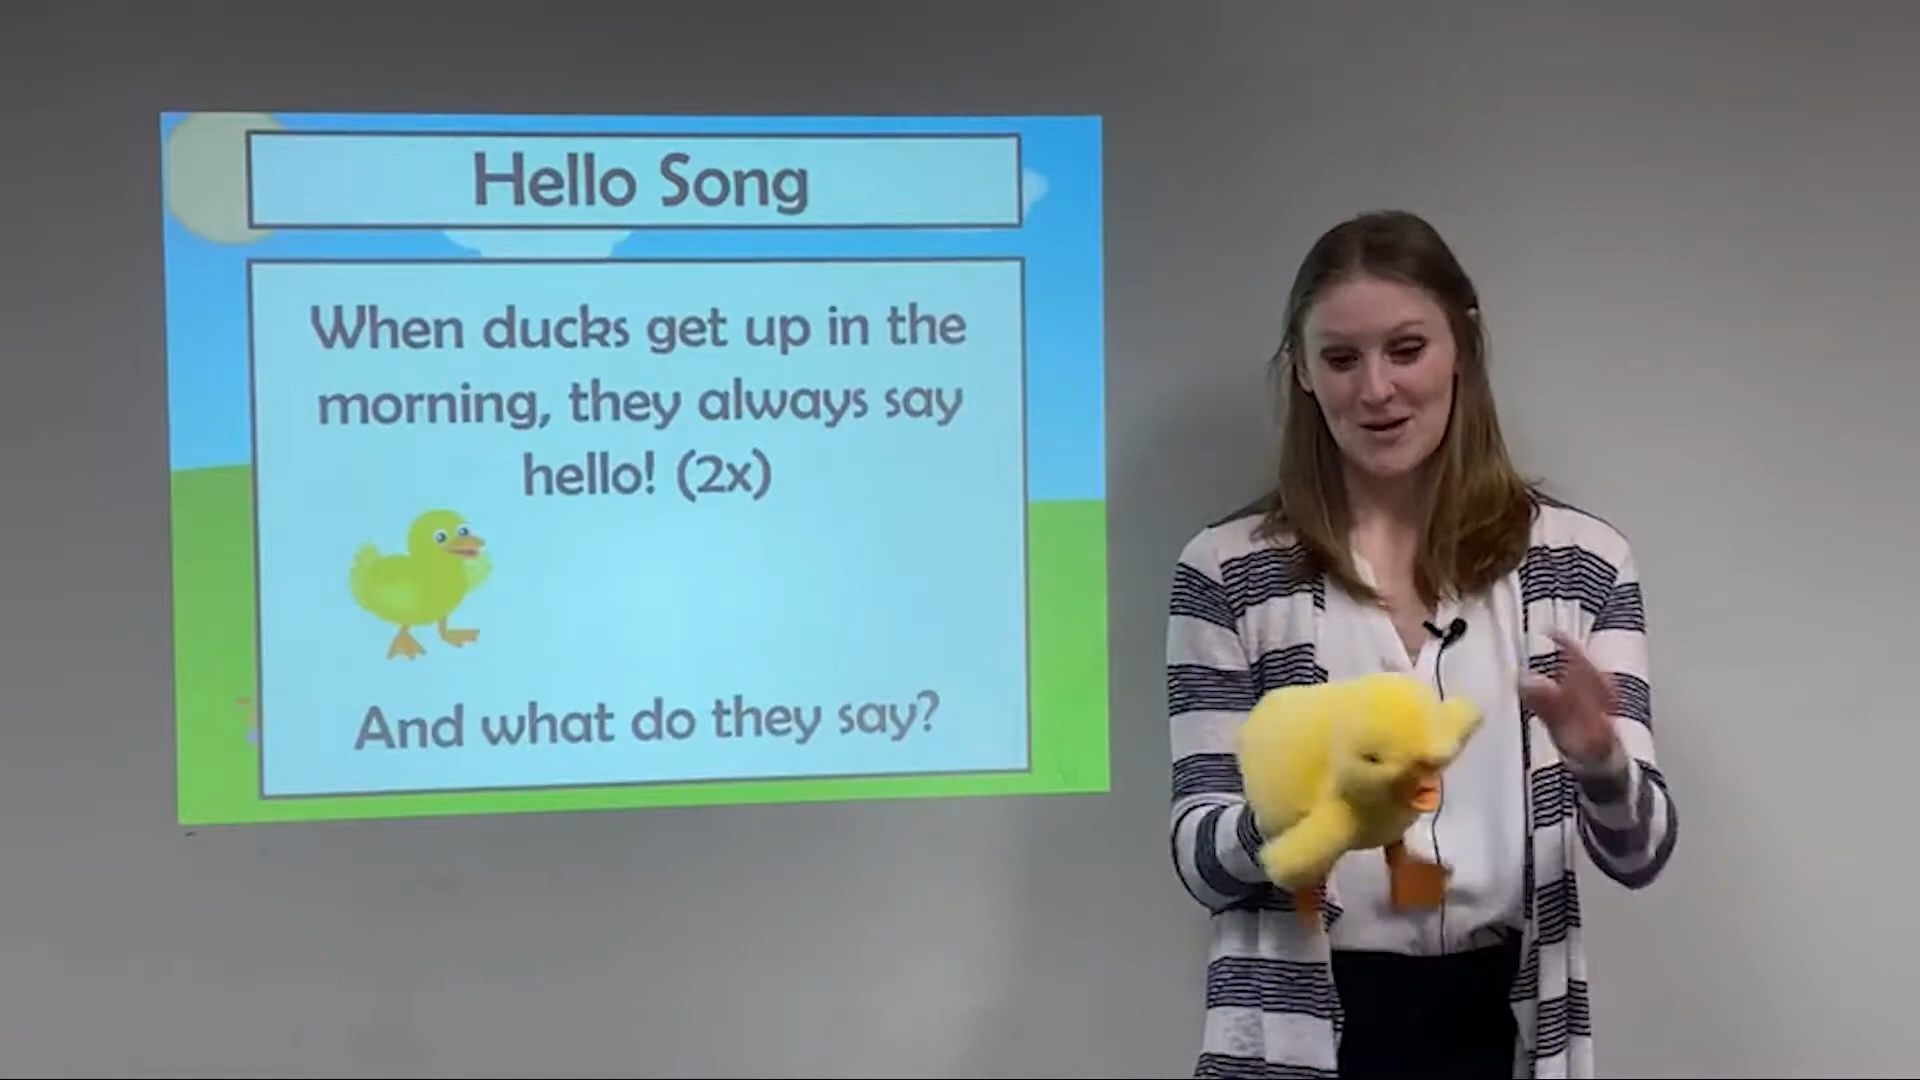 Hello Song
When ducks get up in the
morning, they always say
hello! (2x)
And what do they say?